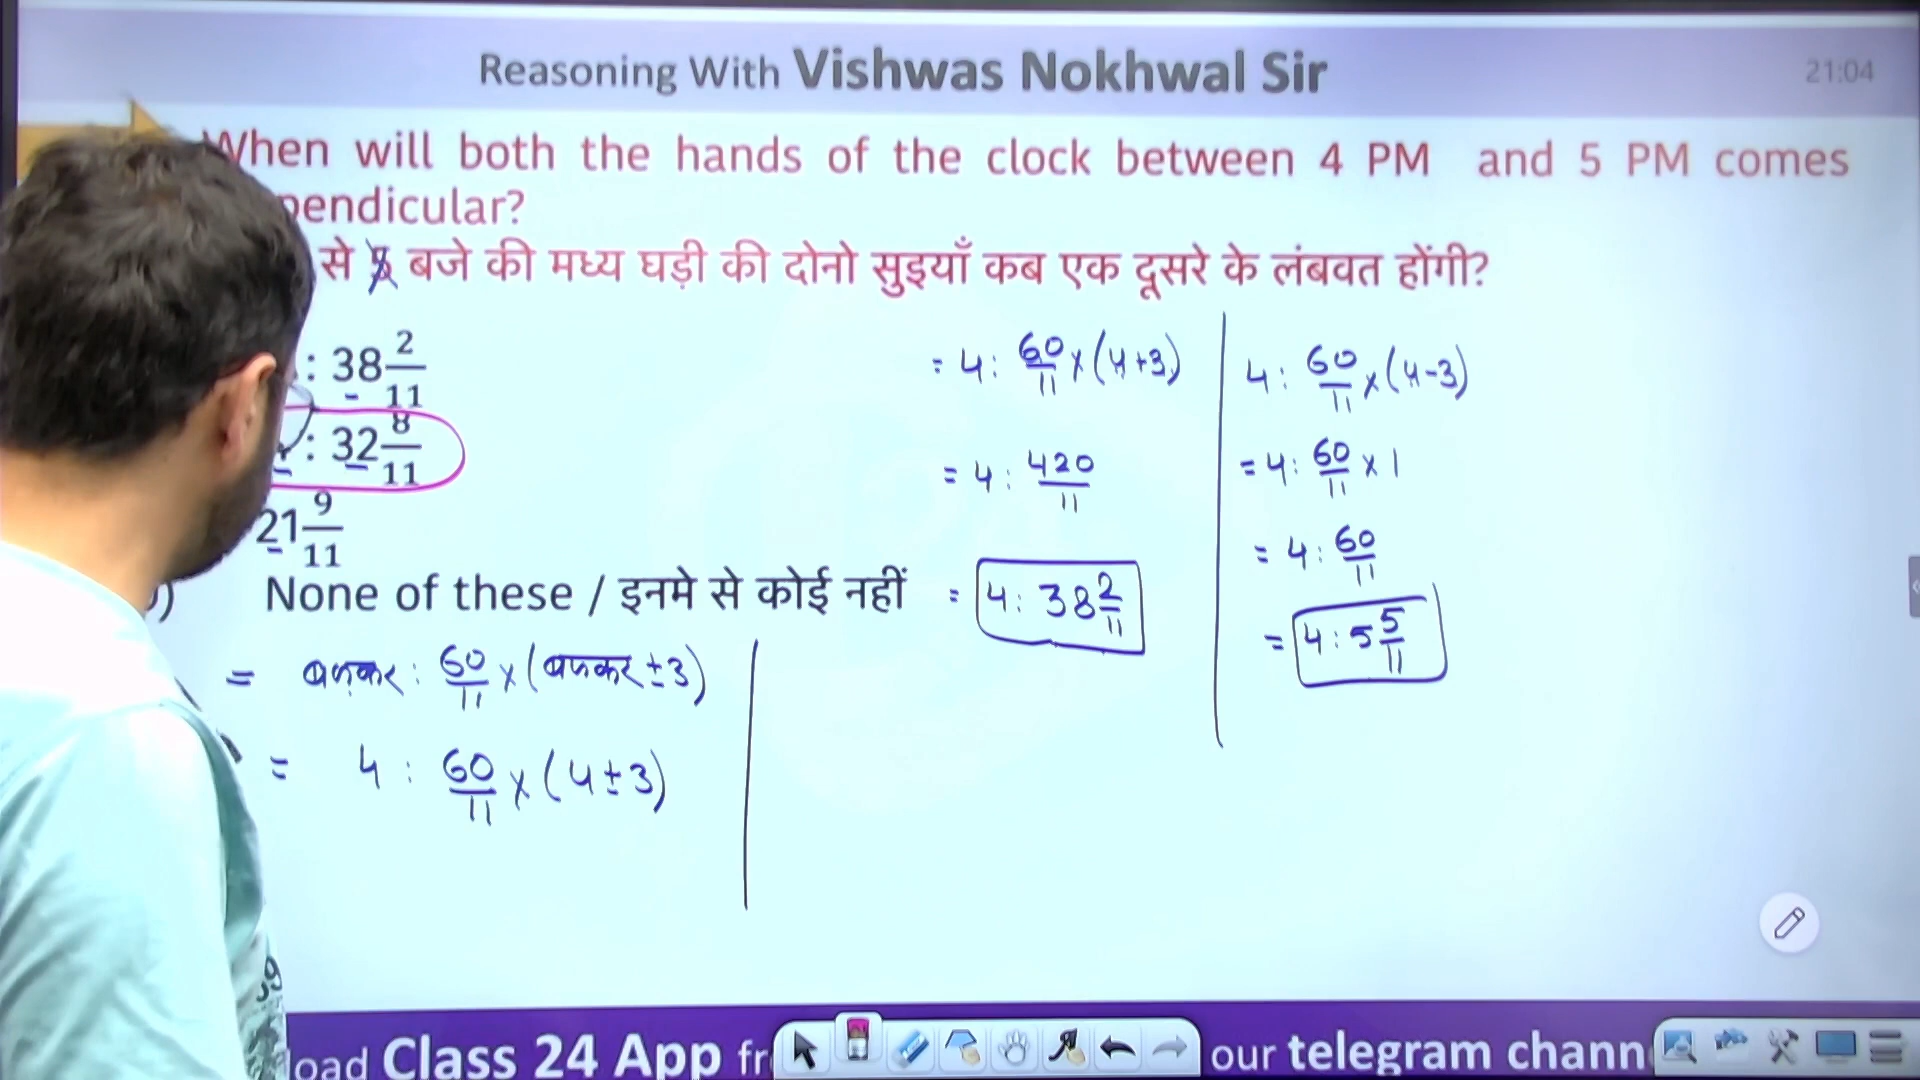 Reasoning With Vishwas Nokhwal Sir
21:04
When will both the hands of the clock between 4 PM and 5 PM comes
pendicular?
से बजे की मध्य घड़ी की दोनो सुइयाँ कब एक दूसरे के लंबवत होंगी?
: 38 2/11
: 32 8/11
21 9/11
None of these / इनमे से कोई नहीं
= बजकर : 60/11 × (बजकर ± 3)
= 4 : 60/11 × (4 ± 3)
= 4 : 60/11 × (4+3)
= 4 : 420/11
= 4 : 38 2/11
4 : 60/11 × (4-3)
= 4 : 60/11 × 1
= 4 : 60/11
= 4 : 5 5/11
load Class 24 App fr
our telegram chann